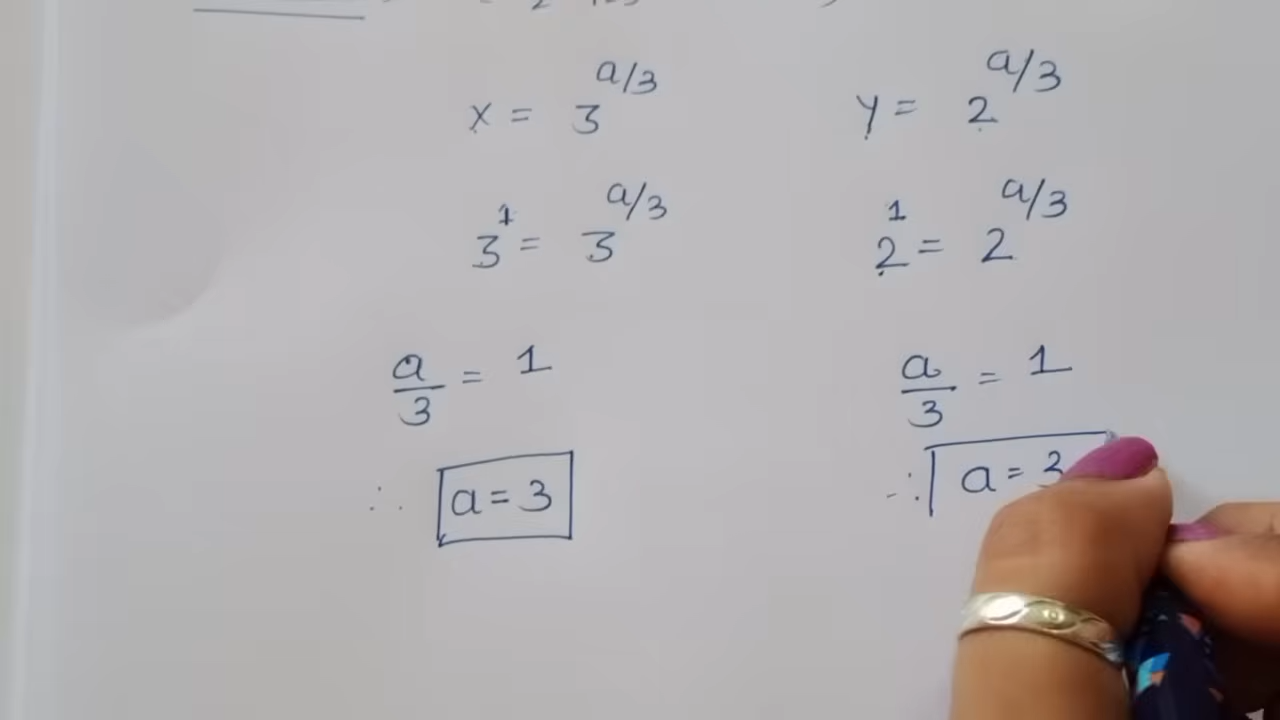 x = 3^{a/3} y = 2^{a/3}
3^1 = 3^{a/3} 2^1 = 2^{a/3}
a/3 = 1 a/3 = 1
∴ a = 3 ∴ a = 3